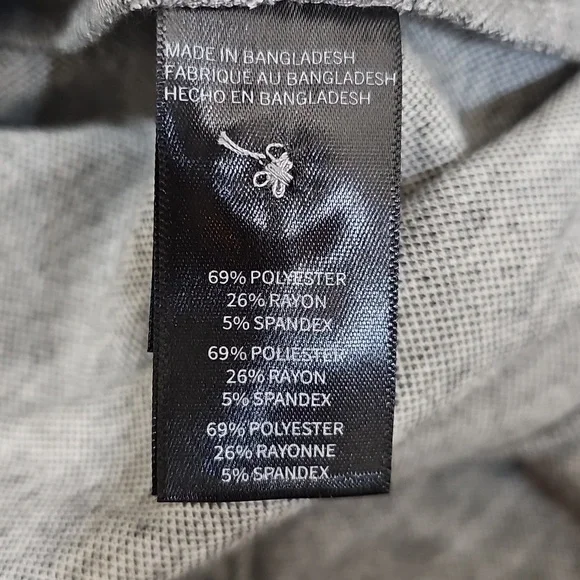 MADE IN BANGLADESH
FABRIQUE AU BANGLADESH
HECHO EN BANGLADESH
69% POLYESTER
26% RAYON
5% SPANDEX
69% POLIESTER
26% RAYON
5% SPANDEX
69% POLYESTER
26% RAYONNE
5% SPANDEX